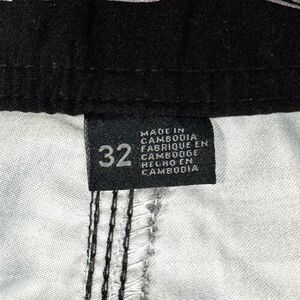 32
MADE IN
CAMBODIA
FABRIQUE EN
CAMBODGE
HECHO EN
CAMBODIA